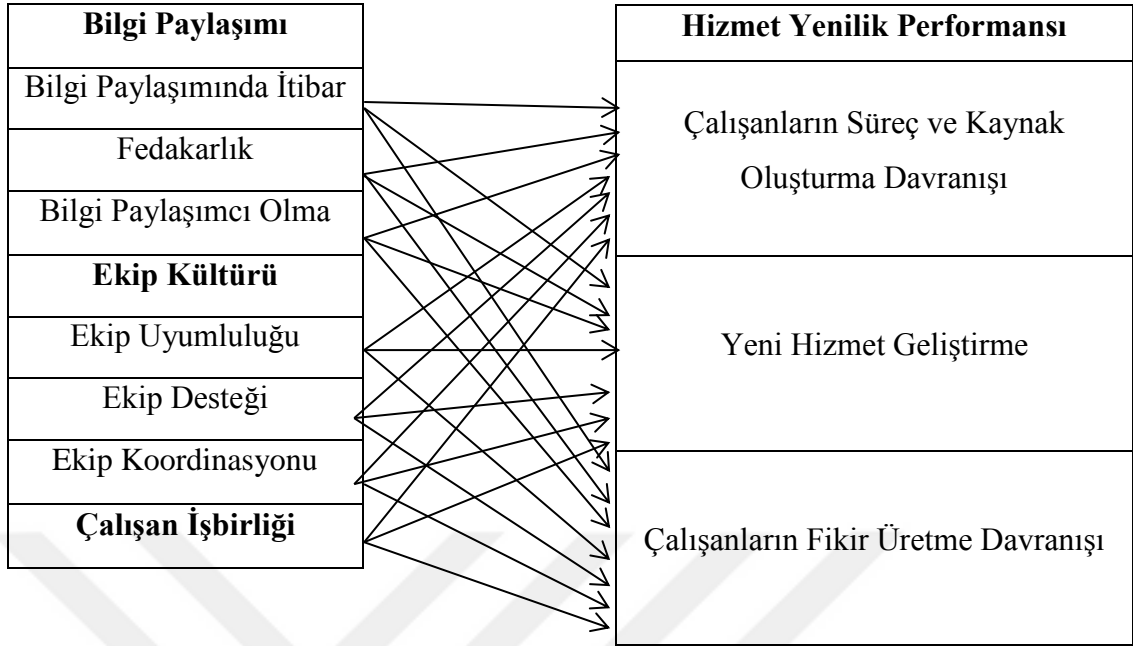 Bilgi Paylaşımı
Bilgi Paylaşımında İtibar
Fedakarlık
Bilgi Paylaşımcı Olma
Ekip Kültürü
Ekip Uyumluluğu
Ekip Desteği
Ekip Koordinasyonu
Çalışan İşbirliği
Hizmet Yenilik Performansı
Çalışanların Süreç ve Kaynak
Oluşturma Davranışı
Yeni Hizmet Geliştirme
Çalışanların Fikir Üretme Davranışı